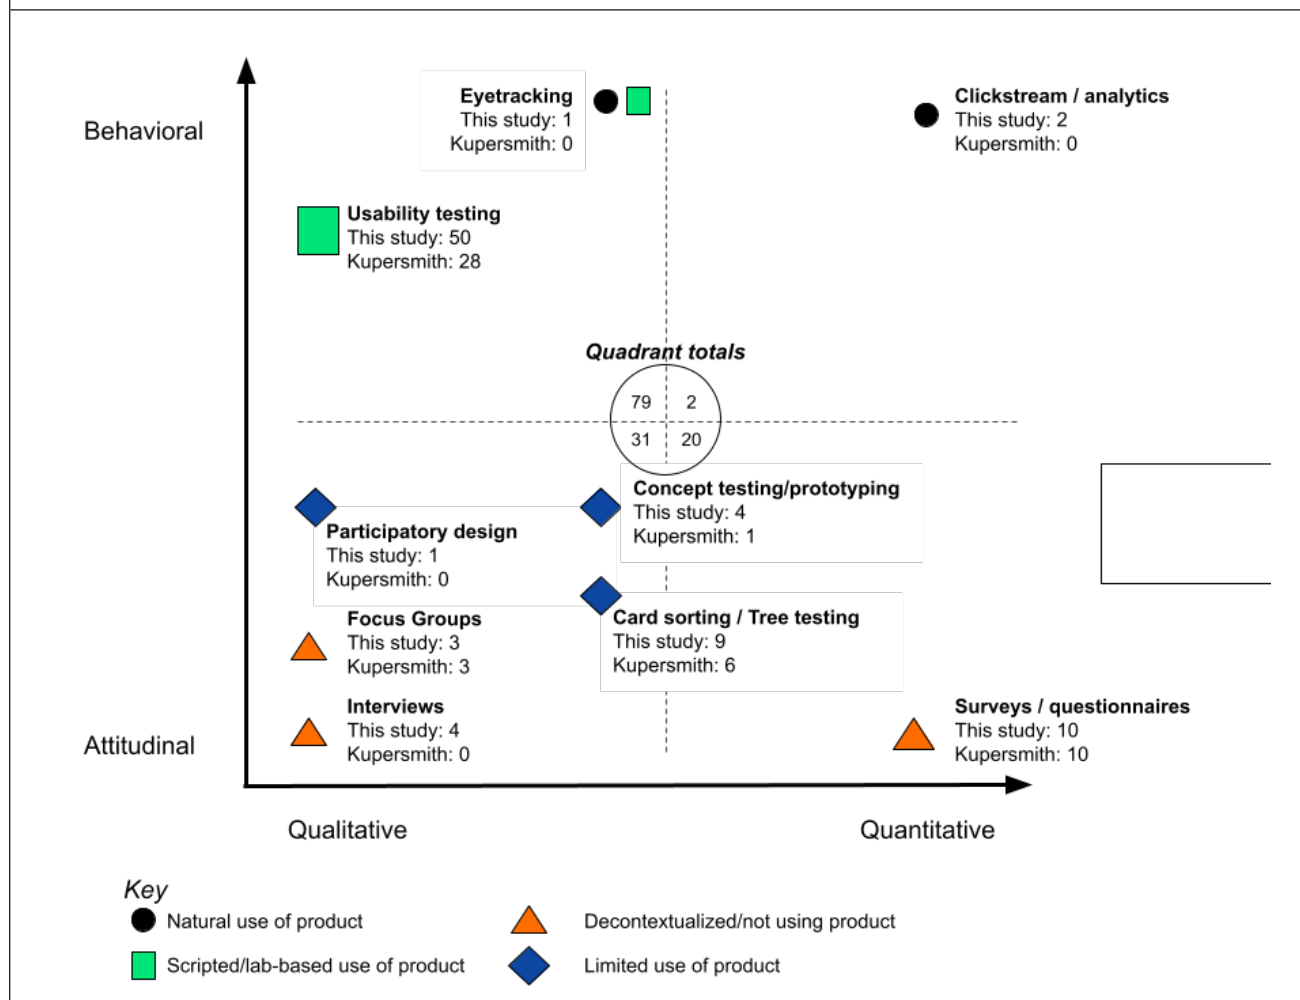 Behavioral
Eyetracking
This study: 1
Kupersmith: 0
Clickstream / analytics
This study: 2
Kupersmith: 0
Usability testing
This study: 50
Kupersmith: 28
Quadrant totals
79 2
31 20
Concept testing/prototyping
This study: 4
Kupersmith: 1
Participatory design
This study: 1
Kupersmith: 0
Focus Groups
This study: 3
Kupersmith: 3
Card sorting / Tree testing
This study: 9
Kupersmith: 6
Interviews
This study: 4
Kupersmith: 0
Surveys / questionnaires
This study: 10
Kupersmith: 10
Attitudinal
Qualitative
Quantitative
Key
Natural use of product
Decontextualized/not using product
Scripted/lab-based use of product
Limited use of product